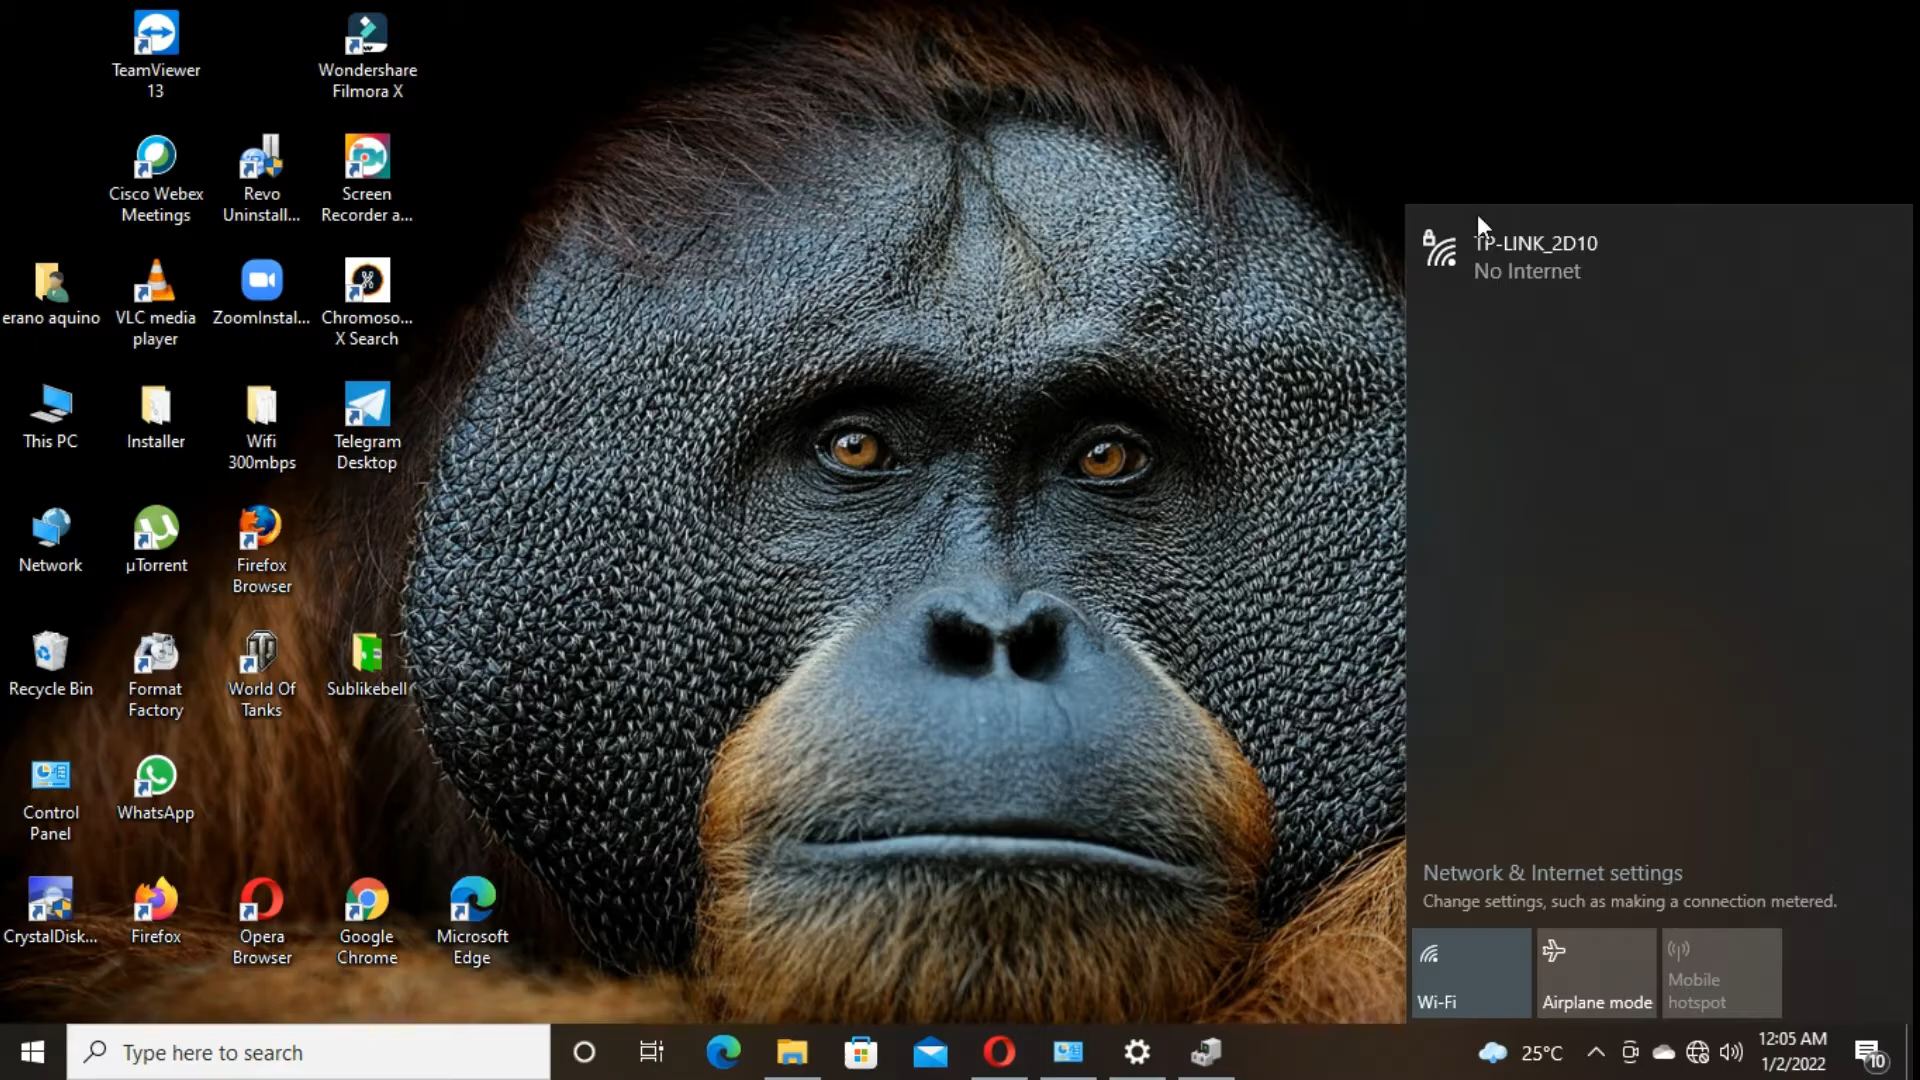 TeamViewer
13
Wondershare
Filmora X
Cisco Webex
Meetings
Revo
Uninstall...
Screen
Recorder a...
erano aquino
VLC media
player
ZoomInstal...
Chromoso...
X Search
This PC
Installer
Wifi
300mbps
Telegram
Desktop
Network
µTorrent
Firefox
Browser
Recycle Bin
Format
Factory
World Of
Tanks
Sublikebell
Control
Panel
WhatsApp
CrystalDisk...
Firefox
Opera
Browser
Google
Chrome
Microsoft
Edge
TP-LINK_2D10
No Internet
Network & Internet settings
Change settings, such as making a connection metered.
Wi-Fi
Airplane mode
Mobile
hotspot
Type here to search
25°C
12:05 AM
1/2/2022
10